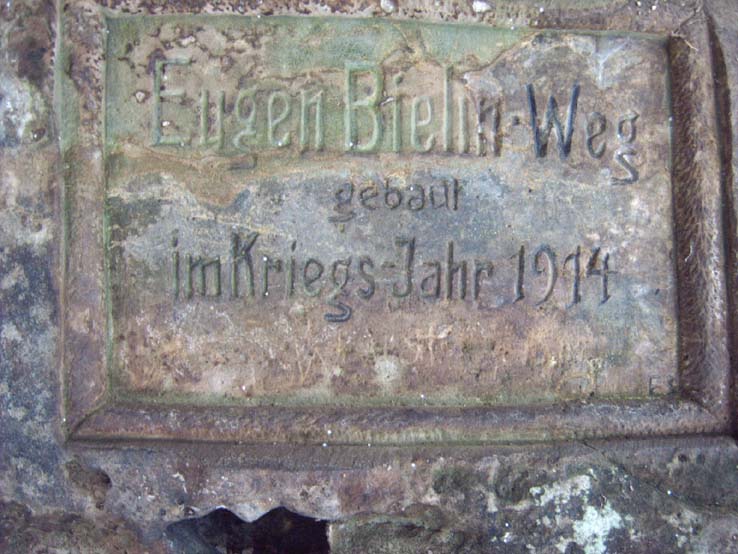 Eugen Bielin-Weg
gebaut
im Kriegs-Jahr 1914